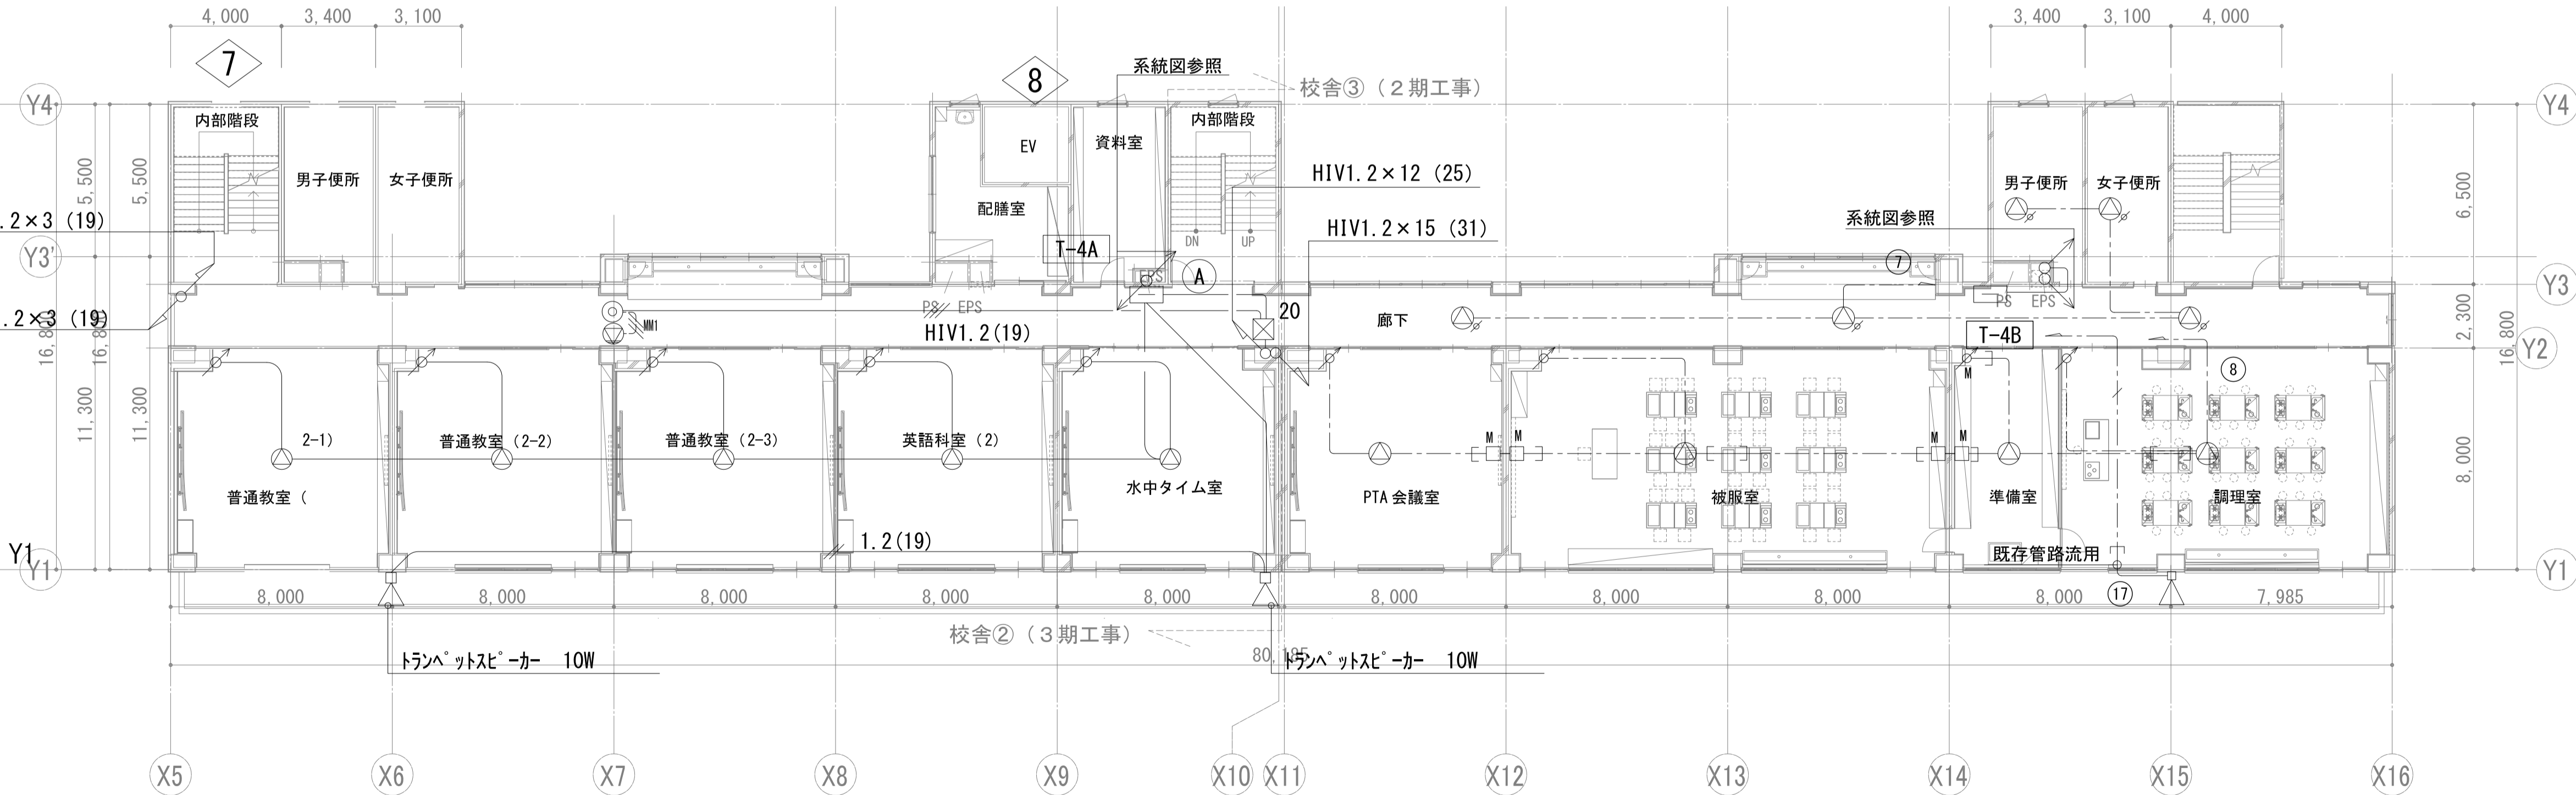 4,000 3,400 3,100
3,400 3,100 4,000
7
8
系統図参照
校舎③（２期工事）
Y4
Y4
内部階段
男子便所
女子便所
EV
資料室
内部階段
配膳室
HIV1.2×12 (25)
HIV1.2×15 (31)
男子便所
女子便所
系統図参照
5,500
5,500
6,500
.2×3 (19)
Y3'
T-4A
DN
UP
EPS
A
7
Y3
.2×3 (19)
16,800
16,800
PS
EPS
MM1
HIV1.2(19)
20
廊下
PS
EPS
T-4B
2,300
16,800
Y2
11,300
11,300
8,000
M
8
2-1)
普通教室 (2-2)
普通教室 (2-3)
英語科室 (2)
M
M
M
M
普通教室 (
水中タイム室
PTA 会議室
被服室
準備室
調理室
Y1
Y1
1.2(19)
既存管路流用
Y1
8,000 8,000 8,000 8,000 8,000 8,000 8,000 8,000 8,000 7,985
17
校舎②（３期工事）
トランペットスピーカー 10W
80,185
トランペットスピーカー 10W
X5 X6 X7 X8 X9 X10 X11 X12 X13 X14 X15 X16